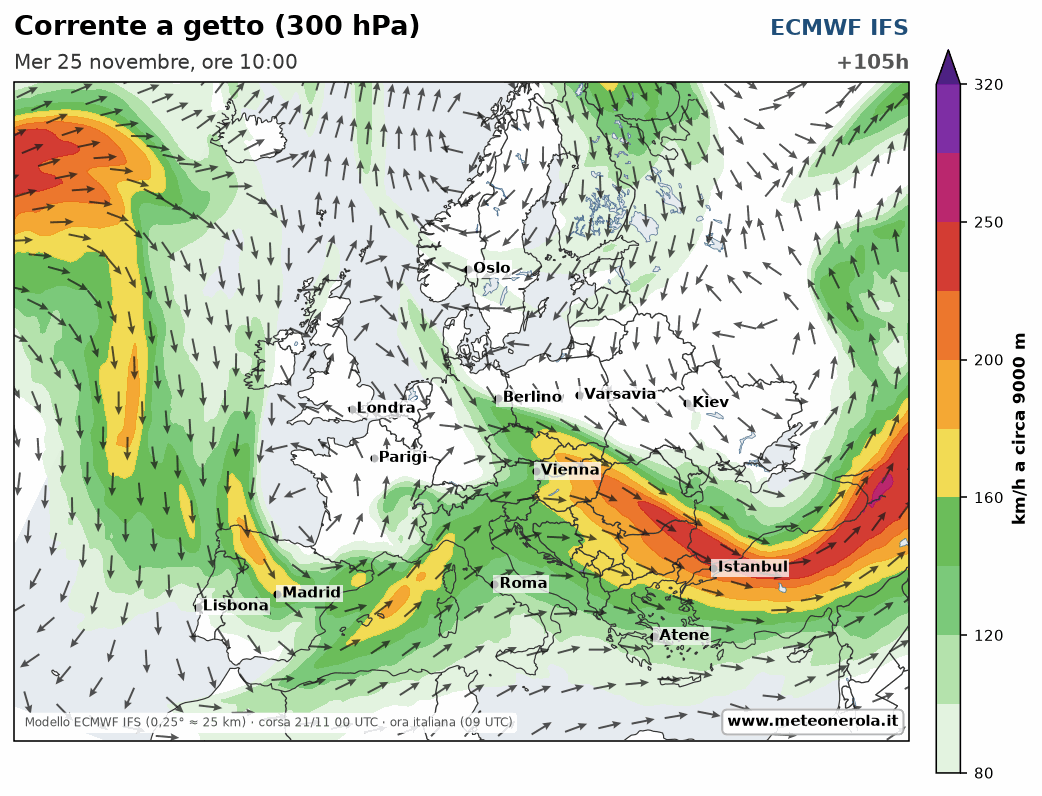 Corrente a getto (300 hPa)
ECMWF IFS
Mer 25 novembre, ore 10:00
+105h
320
250
200
160
120
80
km/h a circa 9000 m
Oslo
Berlino
Varsavia
Kiev
Londra
Parigi
Vienna
Istanbul
Roma
Madrid
Lisbona
Atene
Modello ECMWF IFS (0,25° ≈ 25 km) · corsa 21/11 00 UTC · ora italiana (09 UTC)
www.meteonerola.it